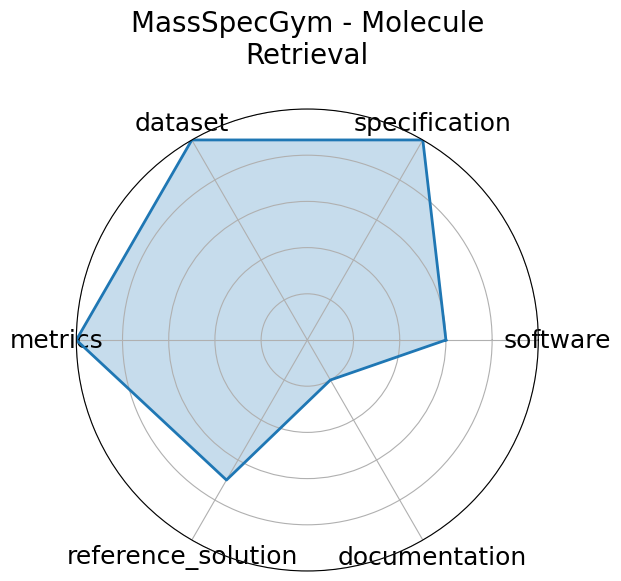 MassSpecGym - Molecule
Retrieval
dataset
specification
metrics
software
reference_solution
documentation